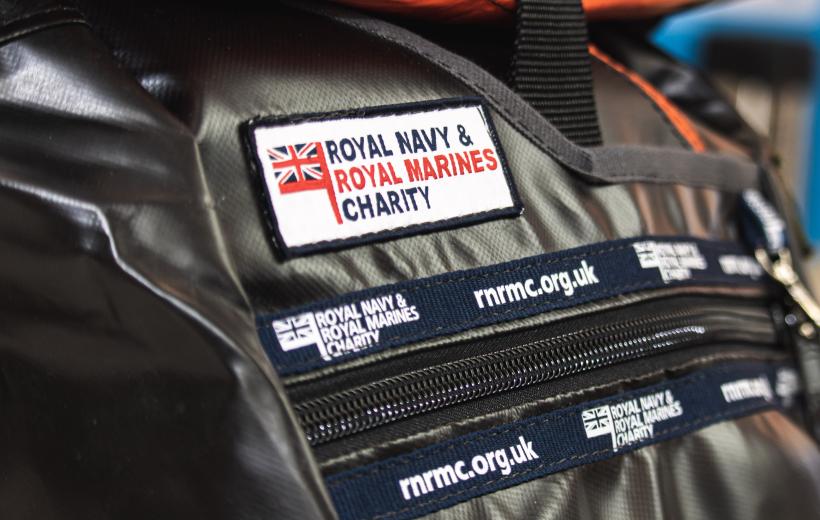 ROYAL NAVY &
ROYAL MARINES
CHARITY
ROYAL NAVY &
ROYAL MARINES
CHARITY
rnrmc.org.uk
rnrmc.org.uk
ROYAL NAVY &
ROYAL MARINES
CHARITY